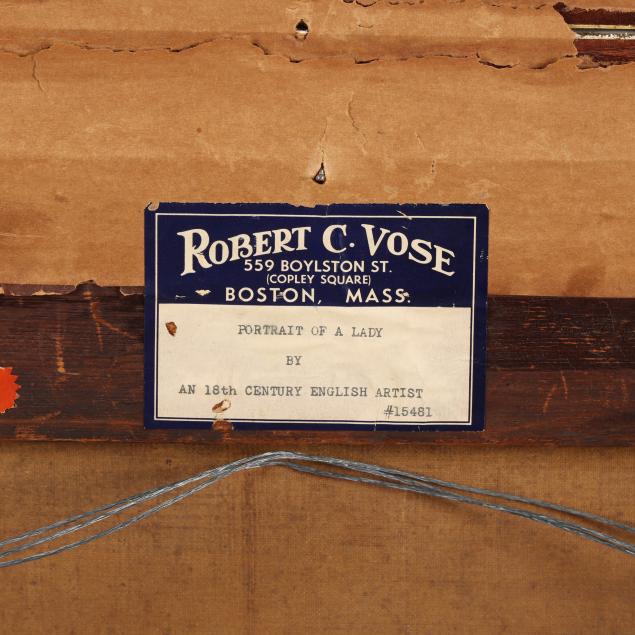 ROBERT C. VOSE
559 BOYLSTON ST.
(COPLEY SQUARE)
BOSTON, MASS.
PORTRAIT OF A LADY
BY
AN 18th CENTURY ENGLISH ARTIST
#15481